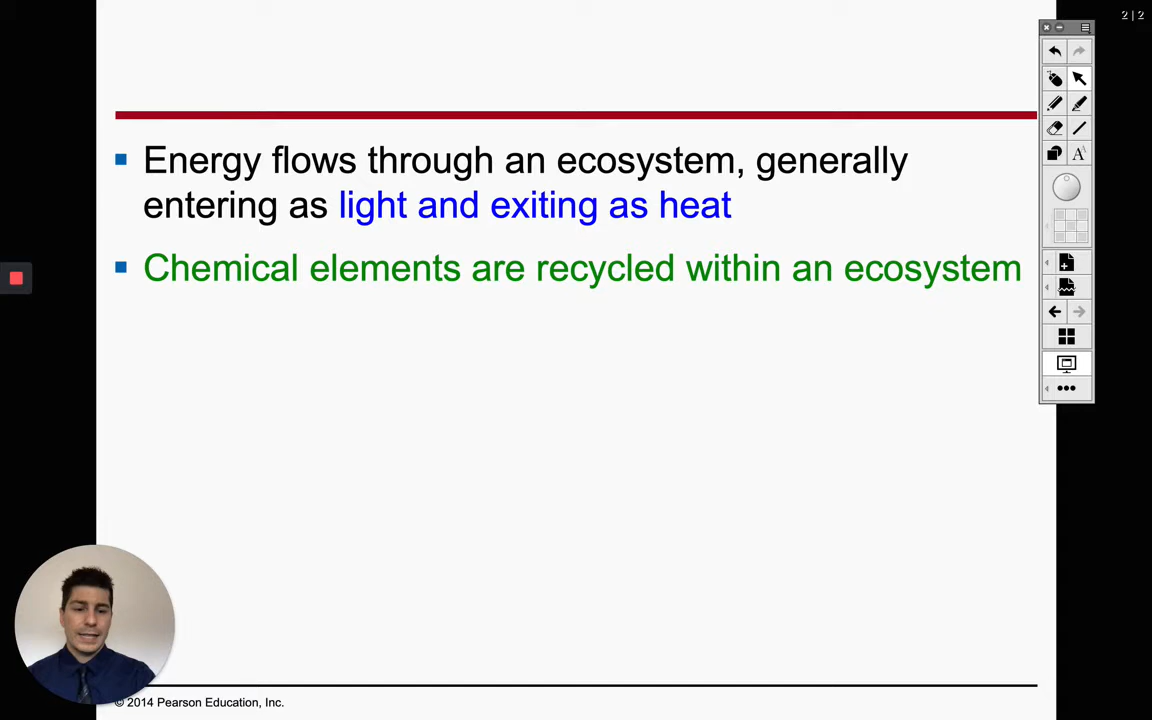 2 | 2
Energy flows through an ecosystem, generally
entering as light and exiting as heat
Chemical elements are recycled within an ecosystem
A
© 2014 Pearson Education, Inc.